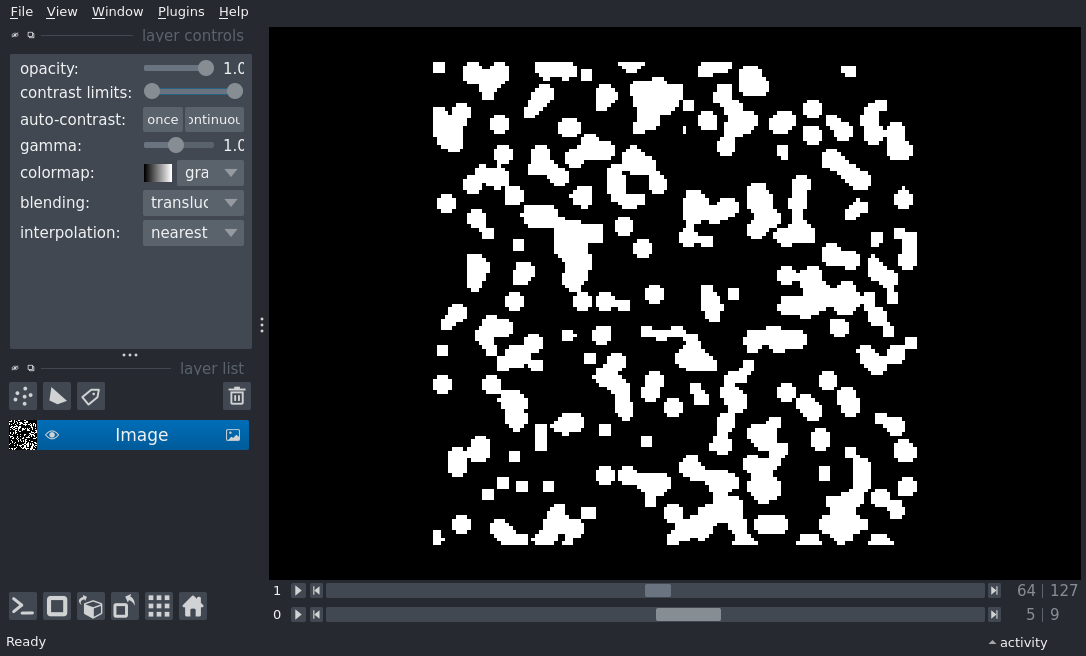 File View Window Plugins Help
layer controls
opacity: 1.0
contrast limits:
auto-contrast: once ontinuou
gamma: 1.0
colormap: gra
blending: transluc
interpolation: nearest
layer list
Image
1 64 127
0 5 9
Ready activity